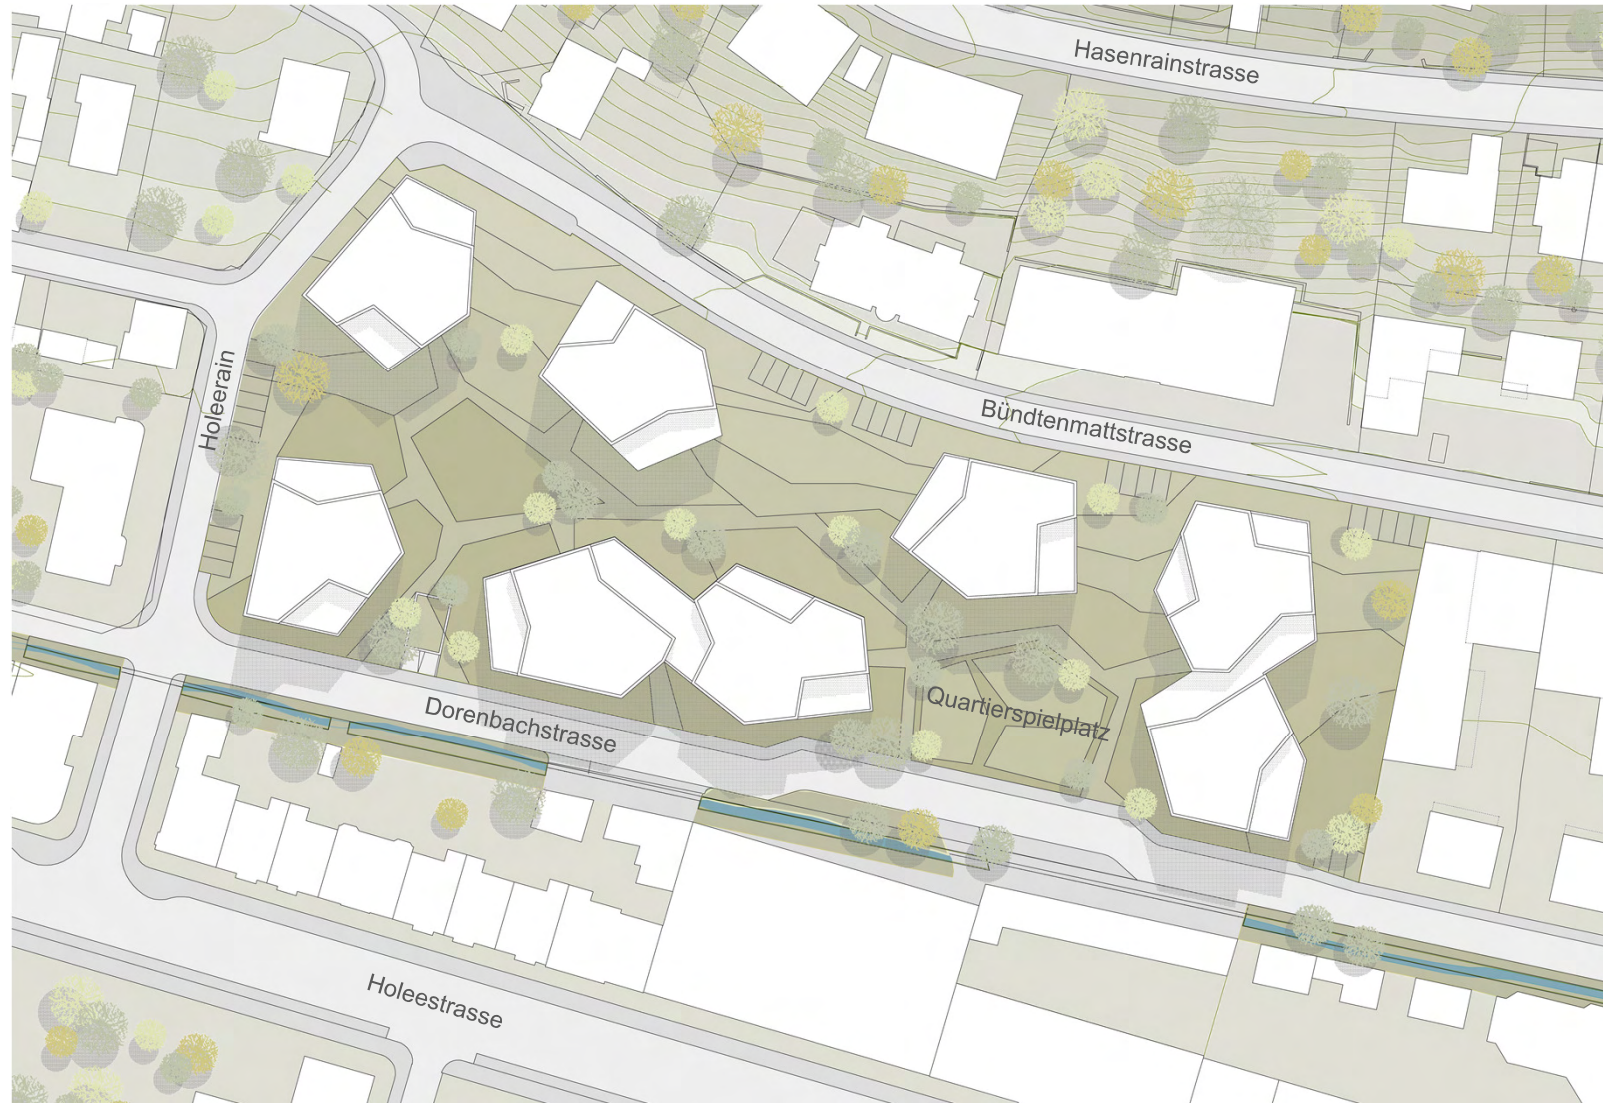 Hasenrainstrasse
Holeerain
Bündtenmattstrasse
Quartierspielplatz
Dorenbachstrasse
Holeestrasse